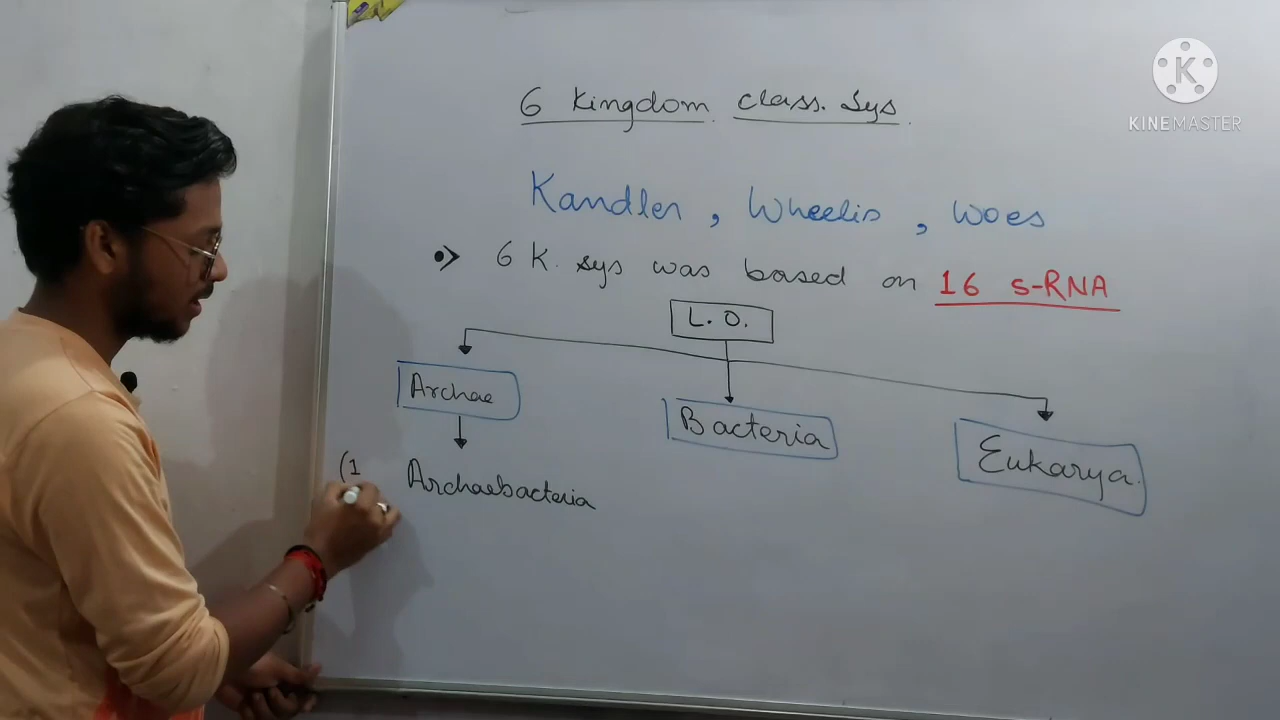 6 Kingdom class. Sys.
Kandler, Wheelis, Woes
6 K. sys was based on 16 s-RNA
L. O.
Archae Bacteria Eukarya.
(1 Archaebacteria
K
KINEMASTER